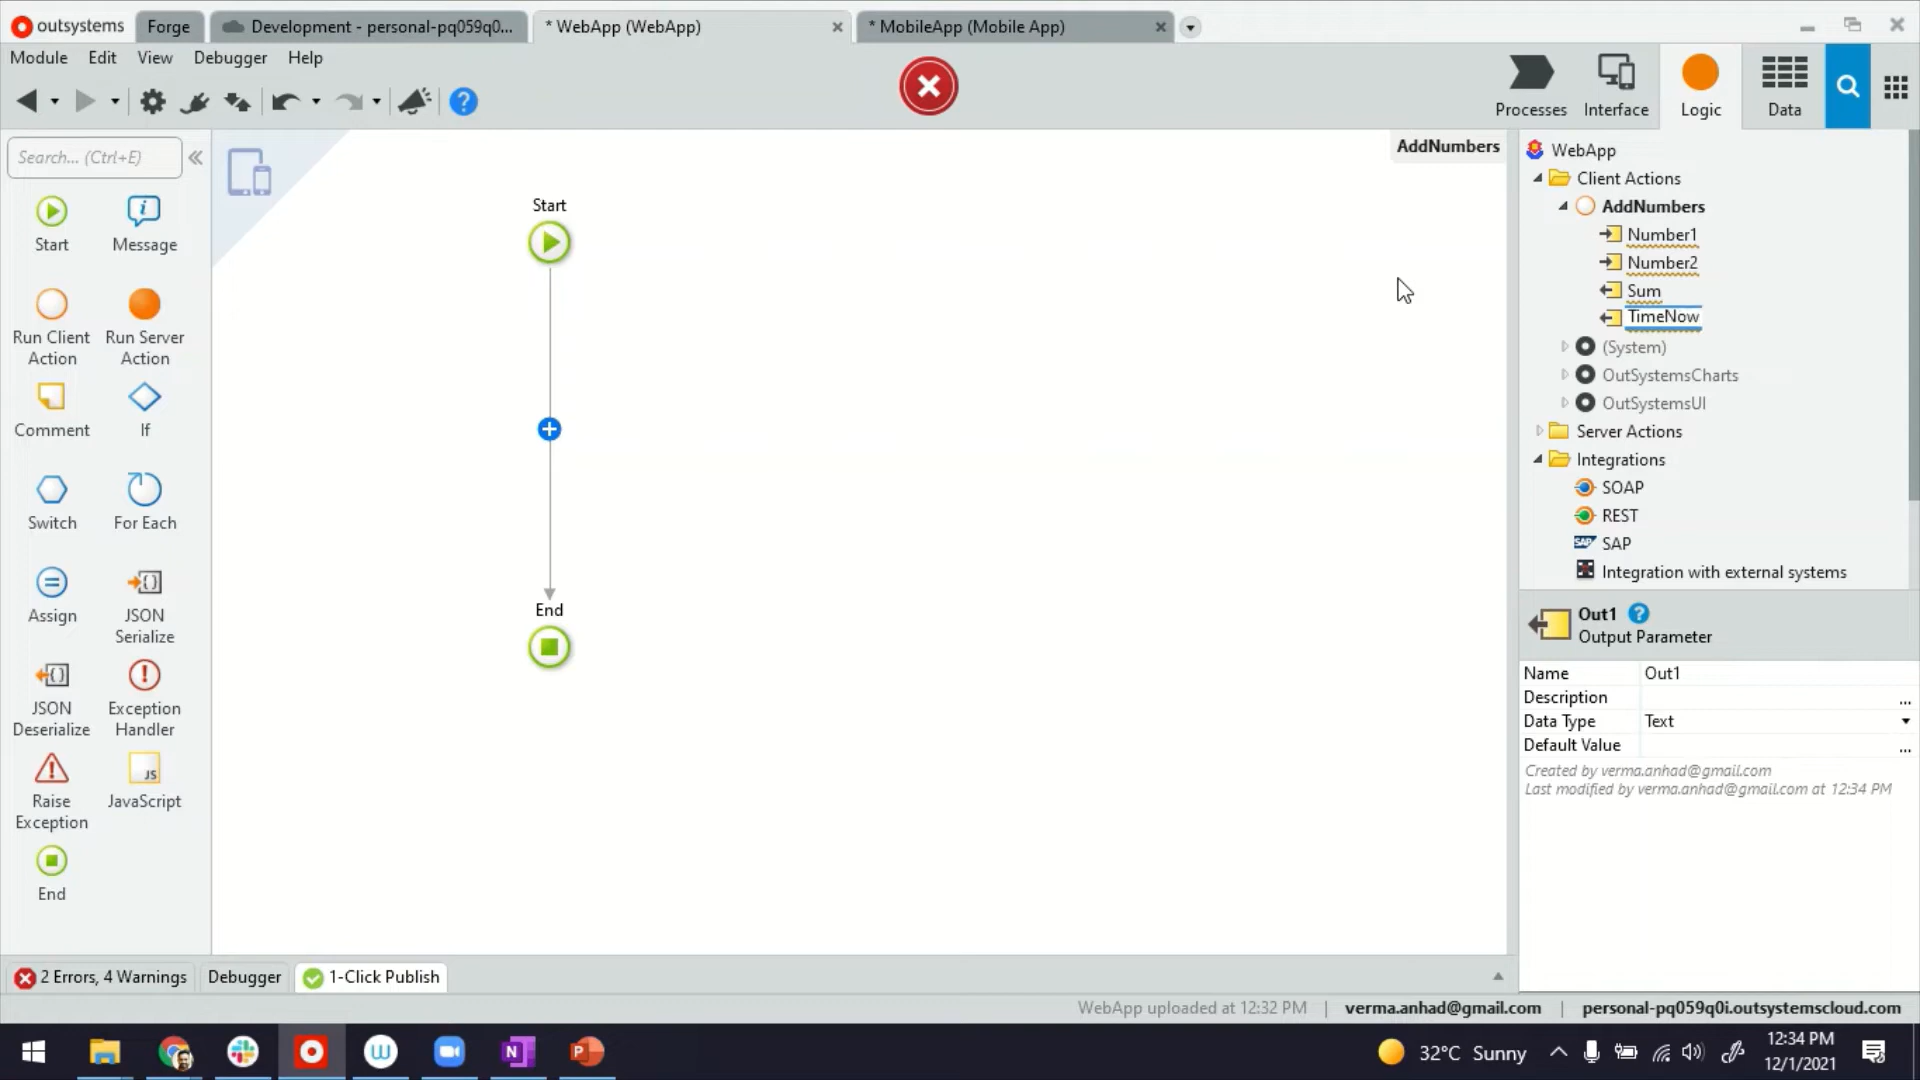 outsystems
Forge
Development - personal-pq059q0...
* WebApp (WebApp)
* MobileApp (Mobile App)
Module
Edit
View
Debugger
Help
Processes
Interface
Logic
Data
Search... (Ctrl+E)
Start
Message
Run Client
Action
Run Server
Action
Comment
If
Switch
For Each
Assign
JSON
Serialize
JSON
Deserialize
Exception
Handler
Raise
Exception
JS
JavaScript
End
Start
End
AddNumbers
WebApp
Client Actions
AddNumbers
Number1
Number2
Sum
TimeNow
(System)
OutSystemsCharts
OutSystemsUI
Server Actions
Integrations
SOAP
REST
SAP SAP
Integration with external systems
Out1
Output Parameter
Name Out1
Description ...
Data Type Text
Default Value ...
Created by verma.anhad@gmail.com
Last modified by verma.anhad@gmail.com at 12:34 PM
2 Errors, 4 Warnings
Debugger
1-Click Publish
WebApp uploaded at 12:32 PM | verma.anhad@gmail.com | personal-pq059q0i.outsystemscloud.com
32°C Sunny
12:34 PM
12/1/2021